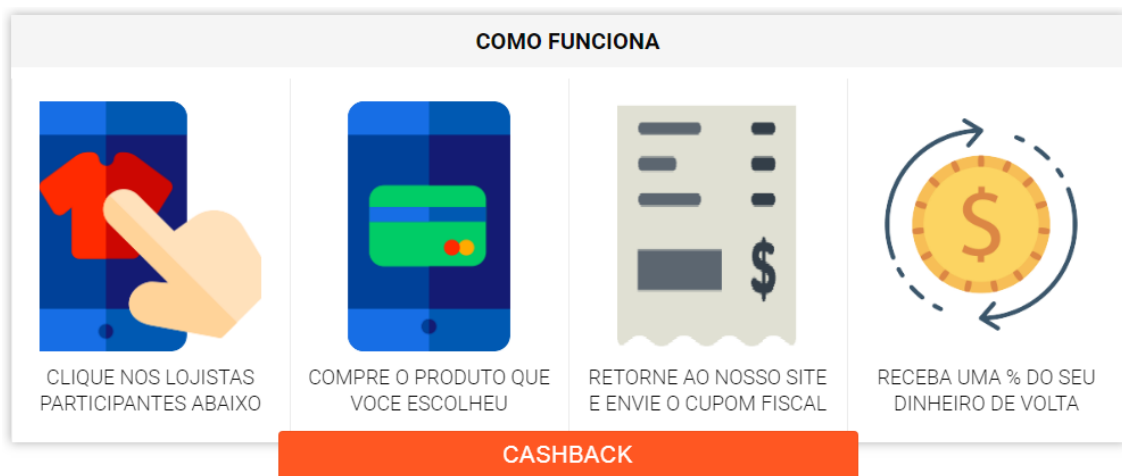 COMO FUNCIONA
CLIQUE NOS LOJISTAS
PARTICIPANTES ABAIXO
COMPRE O PRODUTO QUE
VOCE ESCOLHEU
$
RETORNE AO NOSSO SITE
E ENVIE O CUPOM FISCAL
$
RECEBA UMA % DO SEU
DINHEIRO DE VOLTA
CASHBACK